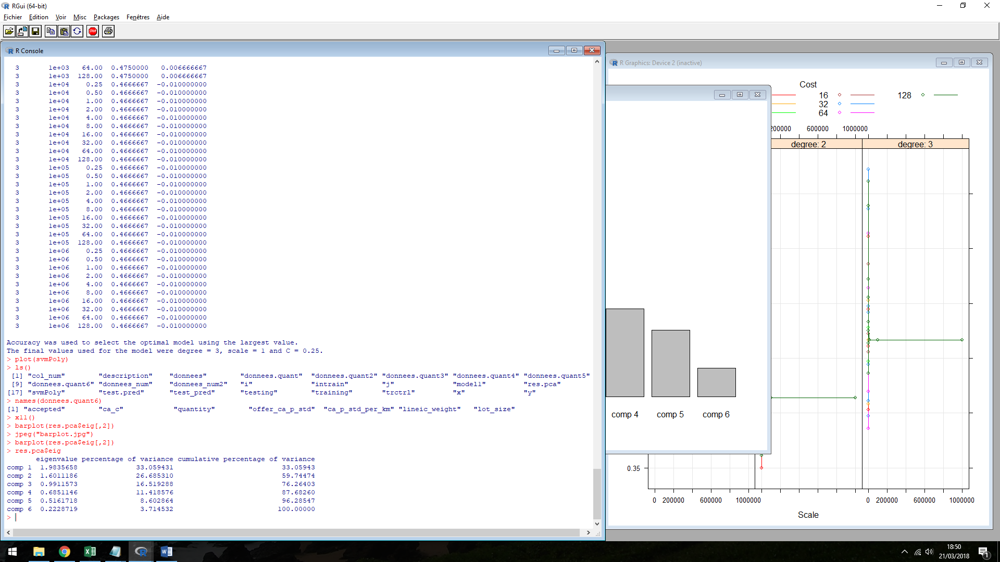 RGui (64-bit)
Fichier Edition Voir Misc Packages Fenêtres Aide
STOP
R Console
3 1e+03 64.00 0.4750000 0.006666667
3 1e+03 128.00 0.4750000 0.006666667
3 1e+04 0.25 0.4666667 -0.010000000
3 1e+04 0.50 0.4666667 -0.010000000
3 1e+04 1.00 0.4666667 -0.010000000
3 1e+04 2.00 0.4666667 -0.010000000
3 1e+04 4.00 0.4666667 -0.010000000
3 1e+04 8.00 0.4666667 -0.010000000
3 1e+04 16.00 0.4666667 -0.010000000
3 1e+04 32.00 0.4666667 -0.010000000
3 1e+04 64.00 0.4666667 -0.010000000
3 1e+04 128.00 0.4666667 -0.010000000
3 1e+05 0.25 0.4666667 -0.010000000
3 1e+05 0.50 0.4666667 -0.010000000
3 1e+05 1.00 0.4666667 -0.010000000
3 1e+05 2.00 0.4666667 -0.010000000
3 1e+05 4.00 0.4666667 -0.010000000
3 1e+05 8.00 0.4666667 -0.010000000
3 1e+05 16.00 0.4666667 -0.010000000
3 1e+05 32.00 0.4666667 -0.010000000
3 1e+05 64.00 0.4666667 -0.010000000
3 1e+05 128.00 0.4666667 -0.010000000
3 1e+06 0.25 0.4666667 -0.010000000
3 1e+06 0.50 0.4666667 -0.010000000
3 1e+06 1.00 0.4666667 -0.010000000
3 1e+06 2.00 0.4666667 -0.010000000
3 1e+06 4.00 0.4666667 -0.010000000
3 1e+06 8.00 0.4666667 -0.010000000
3 1e+06 16.00 0.4666667 -0.010000000
3 1e+06 32.00 0.4666667 -0.010000000
3 1e+06 64.00 0.4666667 -0.010000000
3 1e+06 128.00 0.4666667 -0.010000000
Accuracy was used to select the optimal model using the largest value.
The final values used for the model were degree = 3, scale = 1 and C = 0.25.
> plot(svmPoly)
> ls()
[1] "col_num" "description" "donnees" "donnees.quant" "donnees.quant2" "donnees.quant3" "donnees.quant4" "donnees.quant5"
[9] "donnees.quant6" "donnees_num" "donnees_num2" "i" "intrain" "j" "model1" "res.pca"
[17] "svmPoly" "test.pred" "test_pred" "testing" "training" "trctrl" "x" "y"
> names(donnees.quant6)
[1] "accepted" "ca_c" "quantity" "offer_ca_p_std" "ca_p_std_per_km" "lineic_weight" "lot_size"
> x11()
> barplot(res.pca$eig[,2])
> jpeg("barplot.jpg")
> barplot(res.pca$eig[,2])
> res.pca$eig
eigenvalue percentage of variance cumulative percentage of variance
comp 1 1.9835658 33.059431 33.05943
comp 2 1.6011186 26.685310 59.74474
comp 3 0.9911573 16.519288 76.26403
comp 4 0.6851146 11.418576 87.68260
comp 5 0.5161718 8.602864 96.28547
comp 6 0.2228719 3.714532 100.00000
>
R Graphics: Device 2 (inactive)
Cost
16 128
32
64
200000 600000 1000000
degree: 2 degree: 3
comp 4 comp 5 comp 6
0.35
0 200000 600000 1000000 0 200000 600000 1000000
Scale
18:50
21/03/2018
1